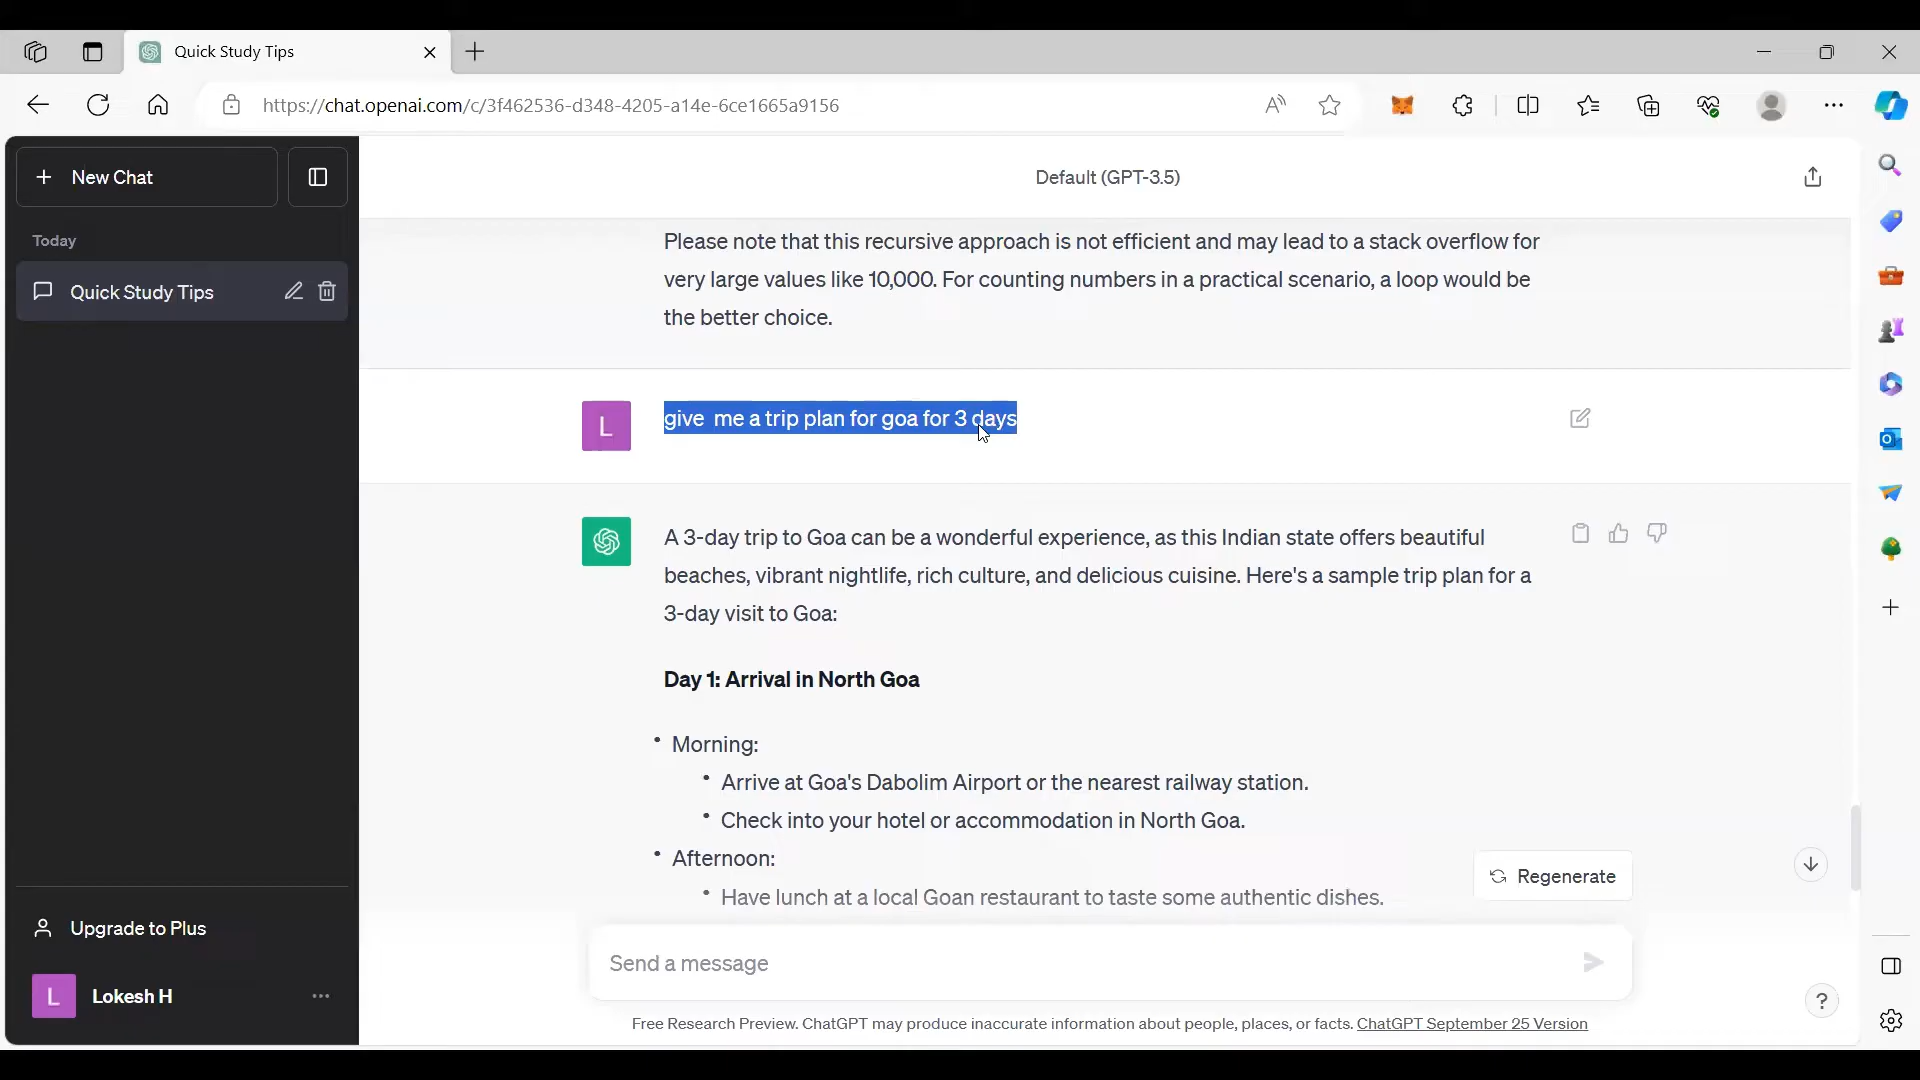 Quick Study Tips
https://chat.openai.com/c/3f462536-d348-4205-a14e-6ce1665a9156
New Chat
Default (GPT-3.5)
Today
Quick Study Tips
Please note that this recursive approach is not efficient and may lead to a stack overflow for
very large values like 10,000. For counting numbers in a practical scenario, a loop would be
the better choice.
L
give  me a trip plan for goa for 3 days
A 3-day trip to Goa can be a wonderful experience, as this Indian state offers beautiful
beaches, vibrant nightlife, rich culture, and delicious cuisine. Here's a sample trip plan for a
3-day visit to Goa:
Day 1: Arrival in North Goa
• Morning:
• Arrive at Goa's Dabolim Airport or the nearest railway station.
• Check into your hotel or accommodation in North Goa.
• Afternoon:
• Have lunch at a local Goan restaurant to taste some authentic dishes.
Regenerate
Upgrade to Plus
L Lokesh H
Send a message
?
Free Research Preview. ChatGPT may produce inaccurate information about people, places, or facts. ChatGPT September 25 Version